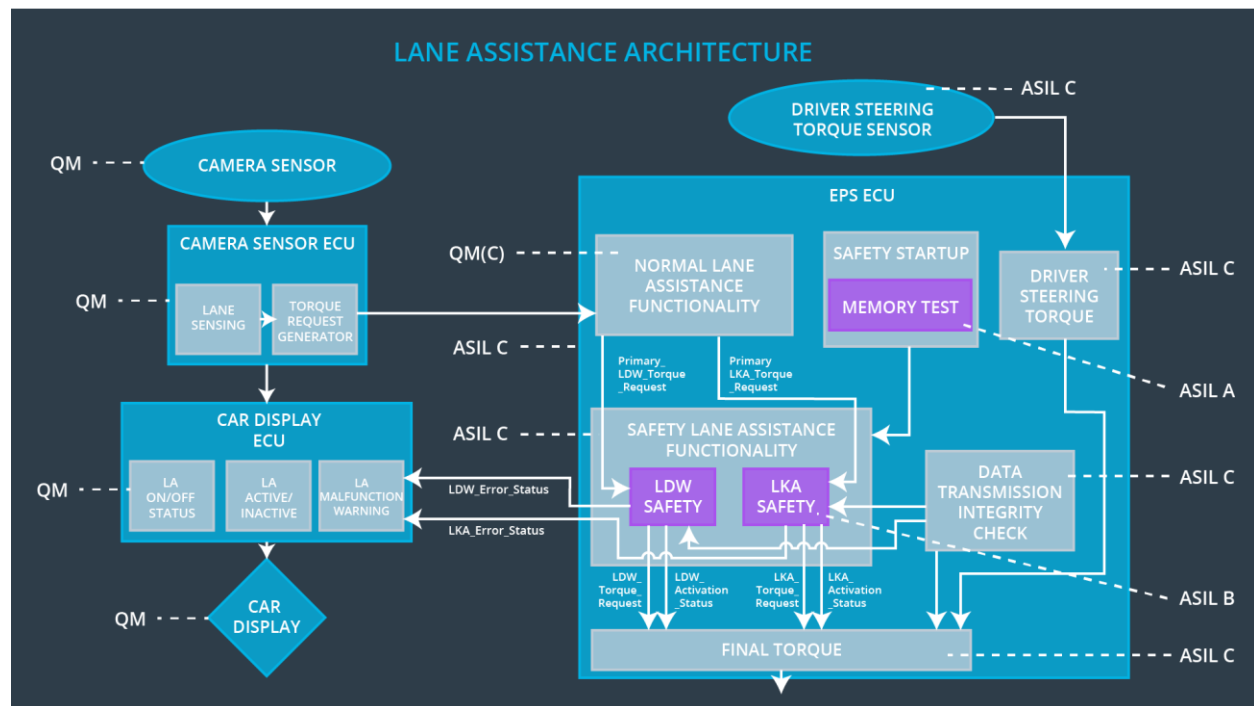 LANE ASSISTANCE ARCHITECTURE
ASIL C
DRIVER STEERING
TORQUE SENSOR
QM
CAMERA SENSOR
EPS ECU
CAMERA SENSOR ECU
QM(C)
NORMAL LANE
ASSISTANCE
FUNCTIONALITY
SAFETY STARTUP
MEMORY TEST
DRIVER
STEERING
TORQUE
ASIL C
QM
LANE
SENSING
TORQUE
REQUEST
GENERATOR
ASIL C
Primary_
LDW_Torque
_Request
Primary
LKA_Torque
_Request
ASIL A
CAR DISPLAY
ECU
ASIL C
SAFETY LANE ASSISTANCE
FUNCTIONALITY
QM
LA
ON/OFF
STATUS
LA
ACTIVE/
INACTIVE
LA
MALFUNCTION
WARNING
LDW_Error_Status
LKA_Error_Status
LDW
SAFETY
LKA
SAFETY
DATA
TRANSMISSION
INTEGRITY
CHECK
ASIL C
LDW_
Torque_
Request
LDW_
Activation
_Status
LKA_
Torque_
Request
LKA_
Activation
_Status
ASIL B
QM
CAR
DISPLAY
FINAL TORQUE
ASIL C